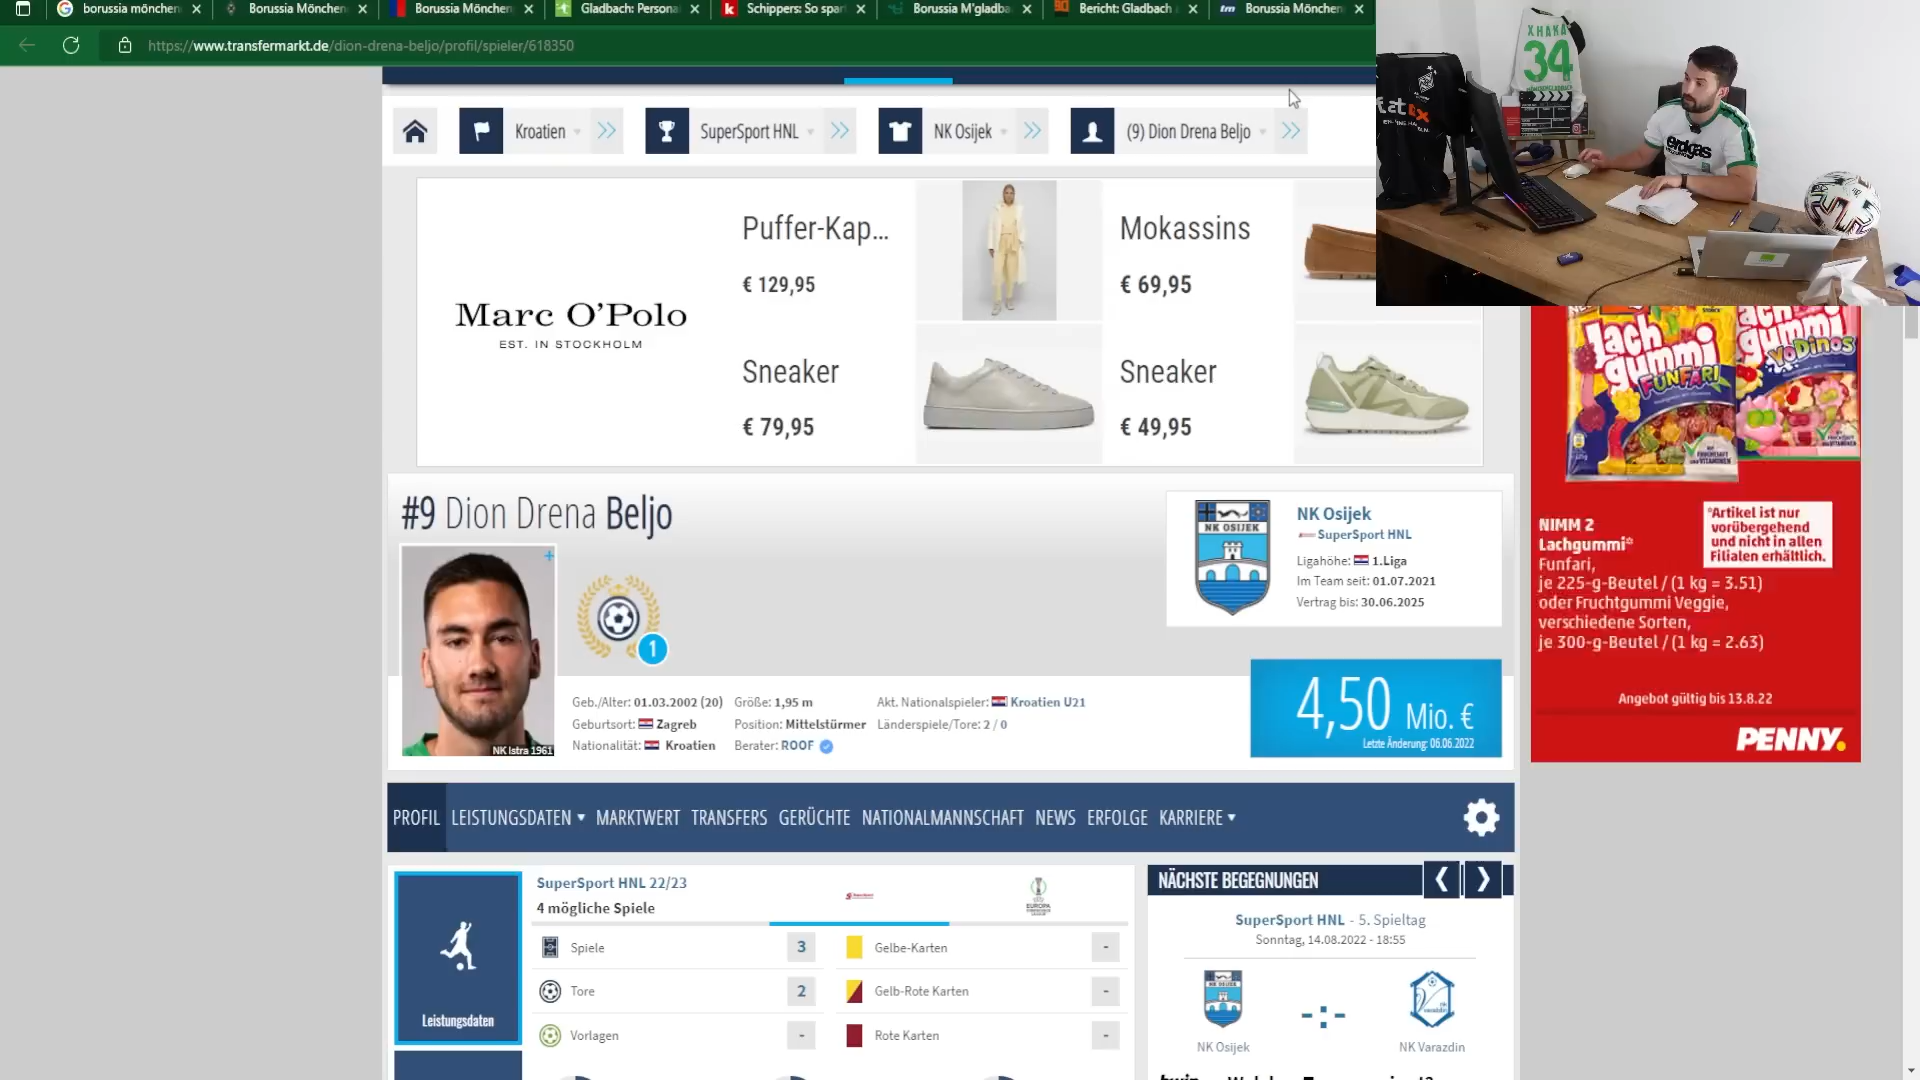 borussia mönchen
Borussia Mönchen
Borussia Mönchen
Gladbach: Persona
Schippers: So spar
Borussia M'gladba
Bericht: Gladbach
Borussia Mönchen
https://www.transfermarkt.de/dion-drena-beljo/profil/spieler/618350
XHAKA
34
erdgas
Kroatien
SuperSport HNL
NK Osijek
(9) Dion Drena Beljo
Marc O'Polo
EST. IN STOCKHOLM
Puffer-Kap...
€ 129,95
Mokassins
€ 69,95
Sneaker
€ 79,95
Sneaker
€ 49,95
lach
gummi
FUNFARI
gummi
VoDinos
#9 Dion Drena Beljo
NK Istra 1961
1
Geb./Alter: 01.03.2002 (20)
Geburtsort: Zagreb
Nationalität: Kroatien
Größe: 1,95 m
Position: Mittelstürmer
Berater: ROOF
Akt. Nationalspieler: Kroatien U21
Länderspiele/Tore: 2 / 0
NK OSIJEK
NK Osijek
SuperSport HNL
Ligahöhe: 1.Liga
Im Team seit: 01.07.2021
Vertrag bis: 30.06.2025
4,50 Mio. €
Letzte Änderung: 06.06.2022
NIMM 2
Lachgummi*
Funfari,
je 225-g-Beutel / (1 kg = 3.51)
oder Fruchtgummi Veggie,
verschiedene Sorten,
je 300-g-Beutel / (1 kg = 2.63)
*Artikel ist nur
vorübergehend
und nicht in allen
Filialen erhältlich.
Angebot gültig bis 13.8.22
PENNY.
PROFIL LEISTUNGSDATEN MARKTWERT TRANSFERS GERÜCHTE NATIONALMANNSCHAFT NEWS ERFOLGE KARRIERE
Leistungsdaten
SuperSport HNL 22/23
4 mögliche Spiele
EUROPA
Spiele 3
Tore 2
Vorlagen -
Gelbe-Karten -
Gelb-Rote Karten -
Rote Karten -
NÄCHSTE BEGEGNUNGEN
SuperSport HNL - 5. Spieltag
Sonntag, 14.08.2022 - 18:55
-:-
NK Osijek
NK Varazdin